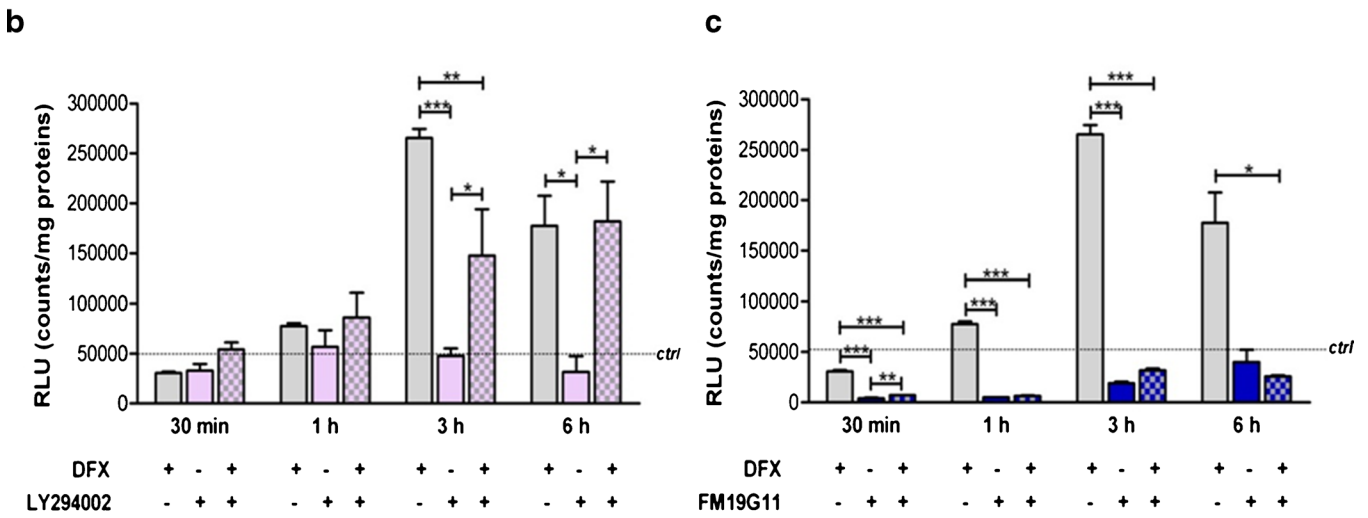 b
RLU (counts/mg proteins)
300000
250000
200000
150000
100000
50000
0
**
***
*
*
*
ctrl
30 min 1 h 3 h 6 h
DFX + - + + - + + - + + - +
LY294002 - + + - + + - + + - + +
c
RLU (counts/mg proteins)
300000
250000
200000
150000
100000
50000
0
***
***
*
***
***
***
***
**
ctrl
30 min 1 h 3 h 6 h
DFX + - + + - + + - + + - +
FM19G11 - + + - + + - + + - + +